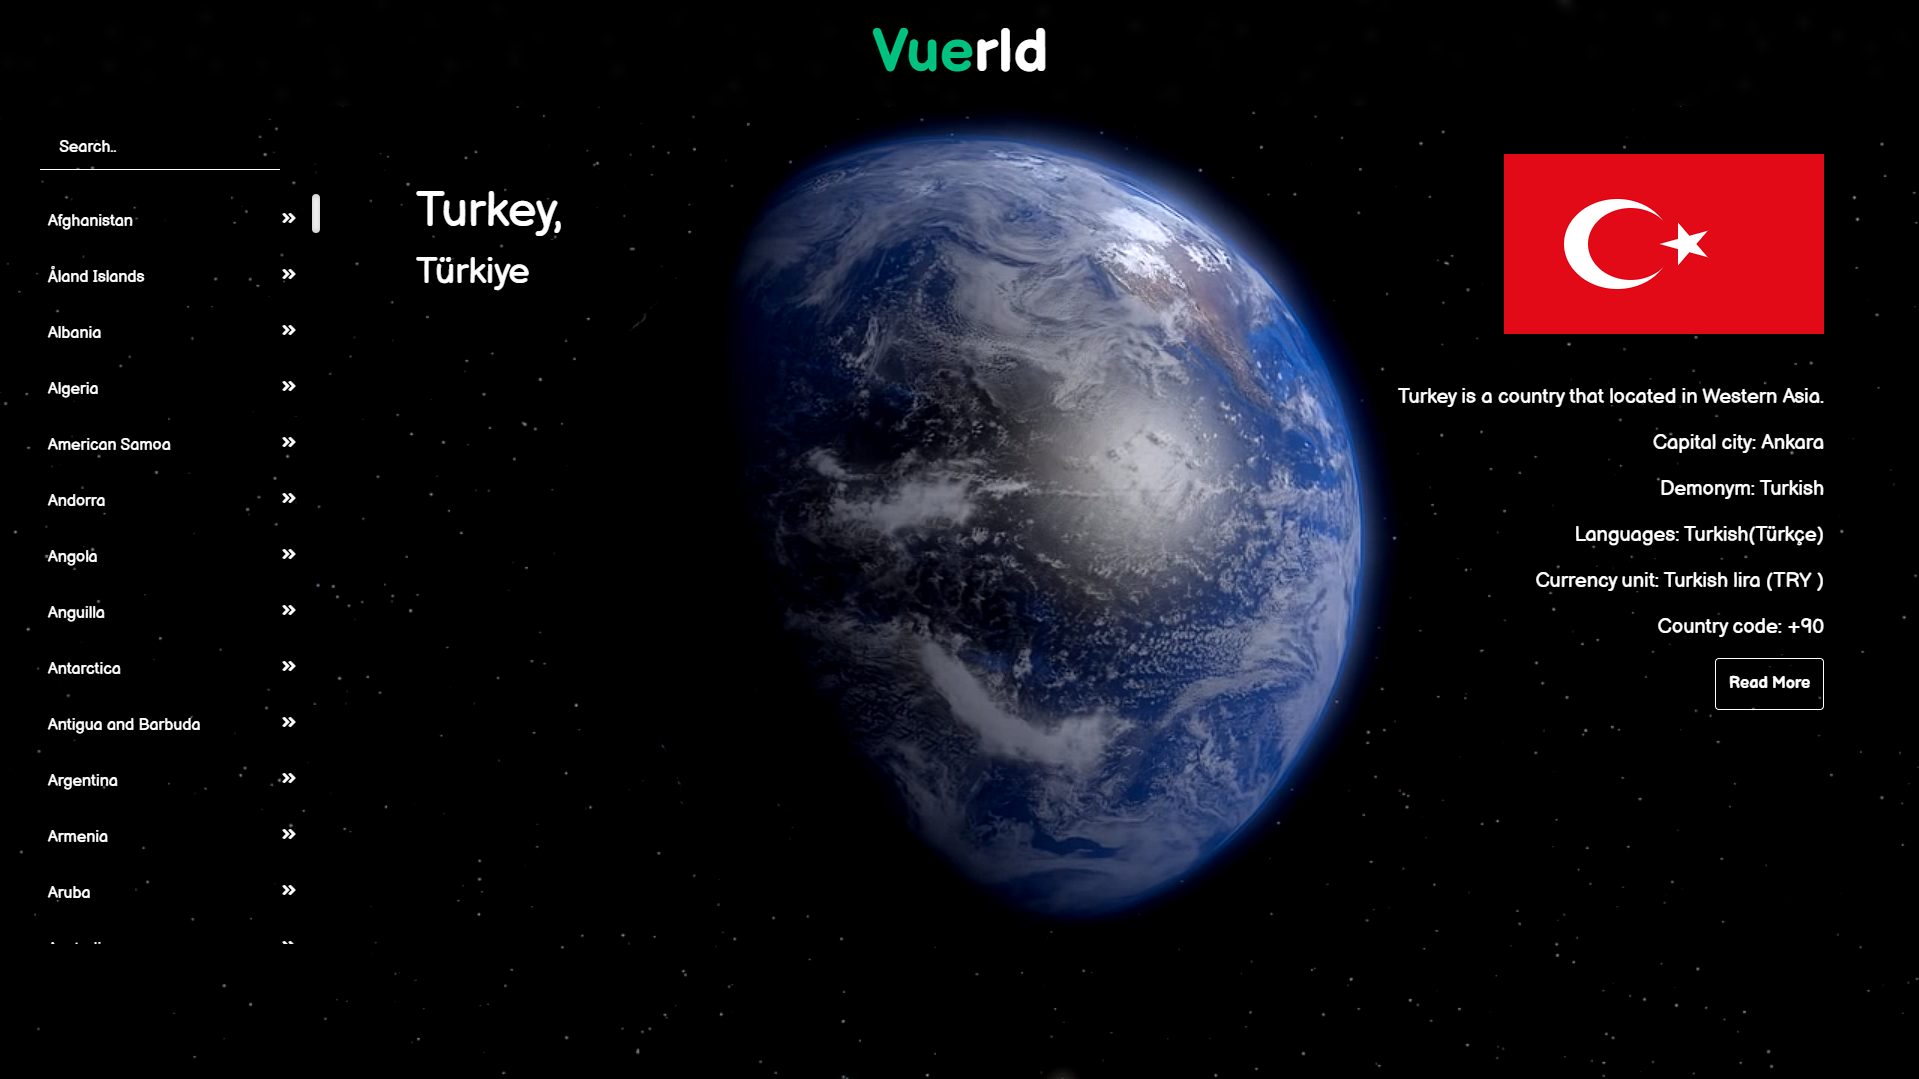 Vuerld
Search..
Afghanistan
Åland Islands
Albania
Algeria
American Samoa
Andorra
Angola
Anguilla
Antarctica
Antigua and Barbuda
Argentina
Armenia
Aruba
Turkey,
Türkiye
Turkey is a country that located in Western Asia.
Capital city: Ankara
Demonym: Turkish
Languages: Turkish(Türkçe)
Currency unit: Turkish lira (TRY )
Country code: +90
Read More